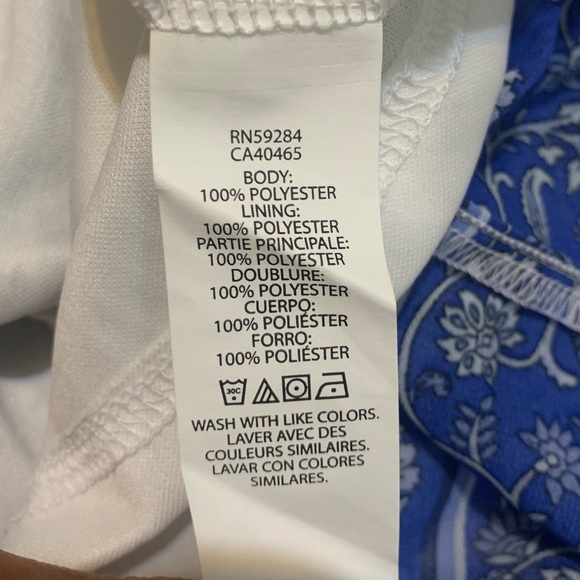 RN59284
CA40465
BODY:
100% POLYESTER
LINING:
100% POLYESTER
PARTIE PRINCIPALE:
100% POLYESTER
DOUBLURE:
100% POLYESTER
CUERPO:
100% POLIÉSTER
FORRO:
100% POLIÉSTER
30C
WASH WITH LIKE COLORS.
LAVER AVEC DES
COULEURS SIMILAIRES.
LAVAR CON COLORES
SIMILARES.